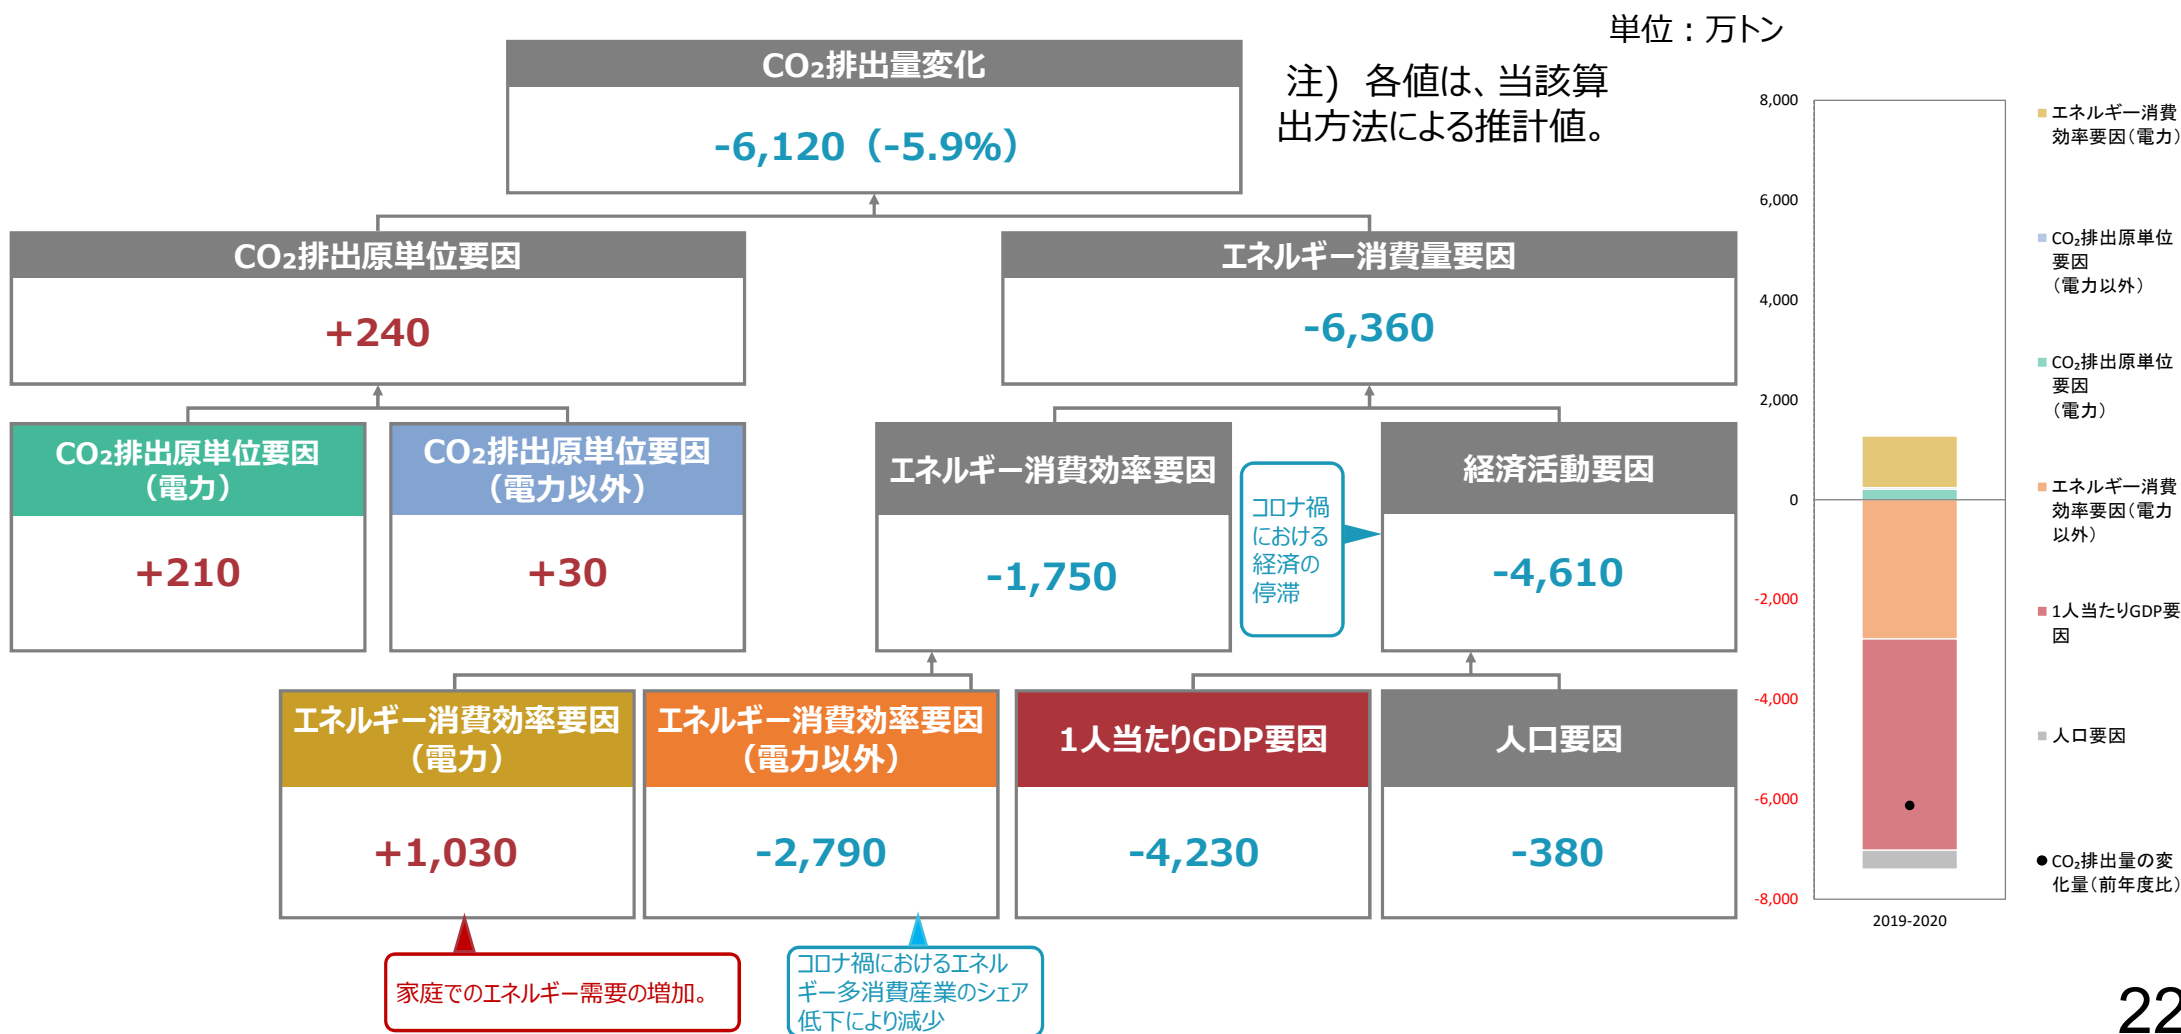 単位：万トン
注） 各値は、当該算
出方法による推計値。
CO₂排出量変化
-6,120（-5.9%）
CO₂排出原単位要因
+240
エネルギー消費量要因
-6,360
CO₂排出原単位要因
（電力）
+210
CO₂排出原単位要因
（電力以外）
+30
エネルギー消費効率要因
-1,750
コロナ禍
における
経済の
停滞
経済活動要因
-4,610
エネルギー消費効率要因
（電力）
+1,030
エネルギー消費効率要因
（電力以外）
-2,790
1人当たりGDP要因
-4,230
人口要因
-380
家庭でのエネルギー需要の増加。
コロナ禍におけるエネル
ギー多消費産業のシェア
低下により減少
8,000
6,000
4,000
2,000
0
-2,000
-4,000
-6,000
-8,000
2019-2020
エネルギー消費
効率要因（電力）
CO₂排出原単位
要因
（電力以外）
CO₂排出原単位
要因
（電力）
エネルギー消費
効率要因（電力
以外）
1人当たりGDP要
因
人口要因
CO₂排出量の変
化量（前年度比）
22